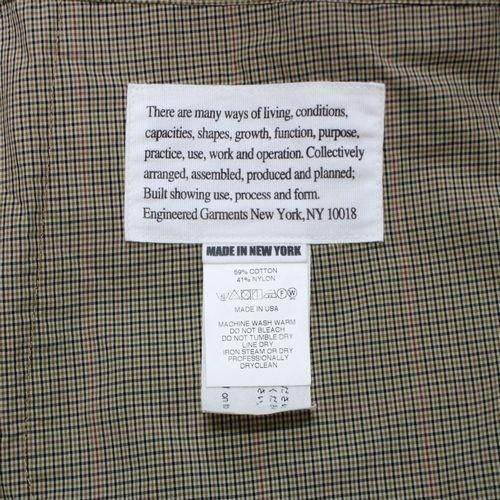 There are many ways of living, conditions,
capacities, shapes, growth, function, purpose,
practice, use, work and operation. Collectively
arranged, assembled, produced and planned;
Built showing use, process and form.
Engineered Garments New York, NY 10018
MADE IN NEW YORK
59% COTTON
41% NYLON
MADE IN USA
MACHINE WASH WARM
DO NOT BLEACH
DO NOT TUMBLE DRY
LINE DRY
IRON STEAM OR DRY
PROFESSIONALLY
DRYCLEAN